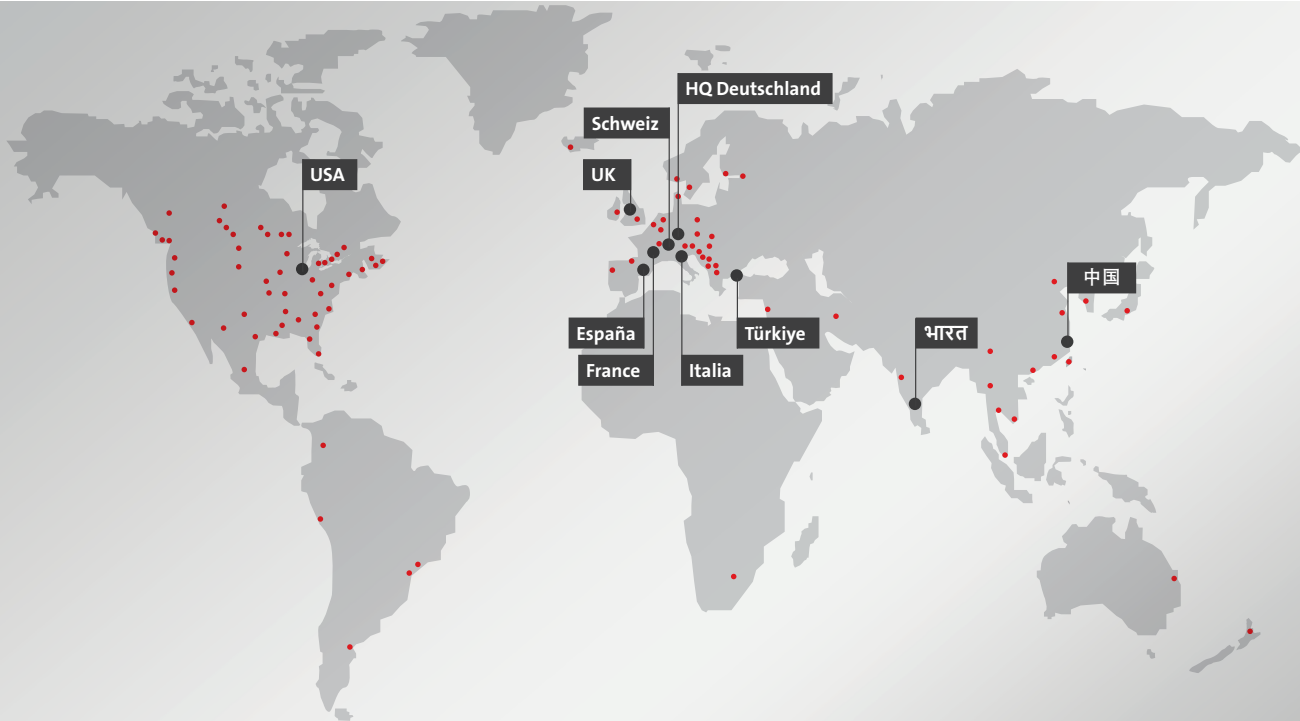 HQ Deutschland
Schweiz
UK
USA
中国
España
Türkiye
भारत
France
Italia